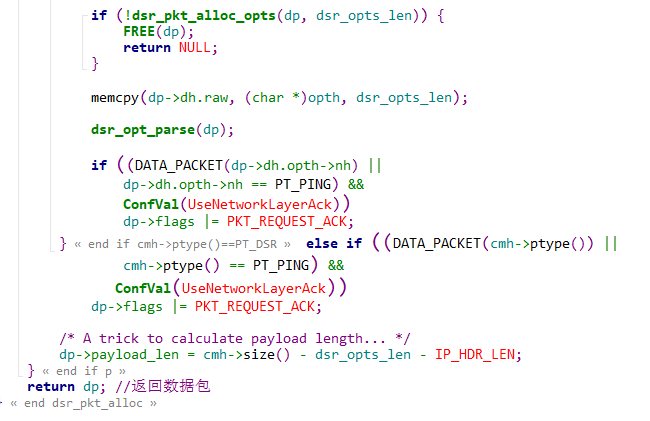 if (!dsr_pkt_alloc_opts(dp, dsr_opts_len)) {
FREE(dp);
return NULL;
}
memcpy(dp->dh.raw, (char *)opth, dsr_opts_len);
dsr_opt_parse(dp);
if ((DATA_PACKET(dp->dh.opth->nh) ||
dp->dh.opth->nh == PT_PING) &&
ConfVal(UseNetworkLayerAck))
dp->flags |= PKT_REQUEST_ACK;
} « end if cmh->ptype()==PT_DSR » else if ((DATA_PACKET(cmh->ptype()) ||
cmh->ptype() == PT_PING) &&
ConfVal(UseNetworkLayerAck))
dp->flags |= PKT_REQUEST_ACK;
/* A trick to calculate payload length... */
dp->payload_len = cmh->size() - dsr_opts_len - IP_HDR_LEN;
} « end if p »
return dp; //返回数据包
} « end dsr_pkt_alloc »